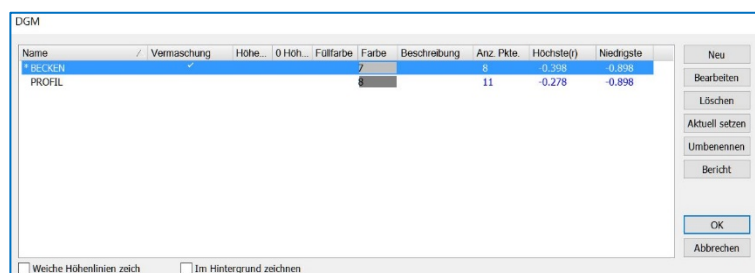 DGM
Name / Vermaschung Höhe... 0 Höh... Füllfarbe Farbe Beschreibung Anz. Pkte. Höchste(r) Niedrigste
* BECKEN ✓ 7 8 -0.398 -0.898
PROFIL 8 11 -0.278 -0.898
Neu
Bearbeiten
Löschen
Aktuell setzen
Umbenennen
Bericht
OK
Abbrechen
Weiche Höhenlinien zeich Im Hintergrund zeichnen